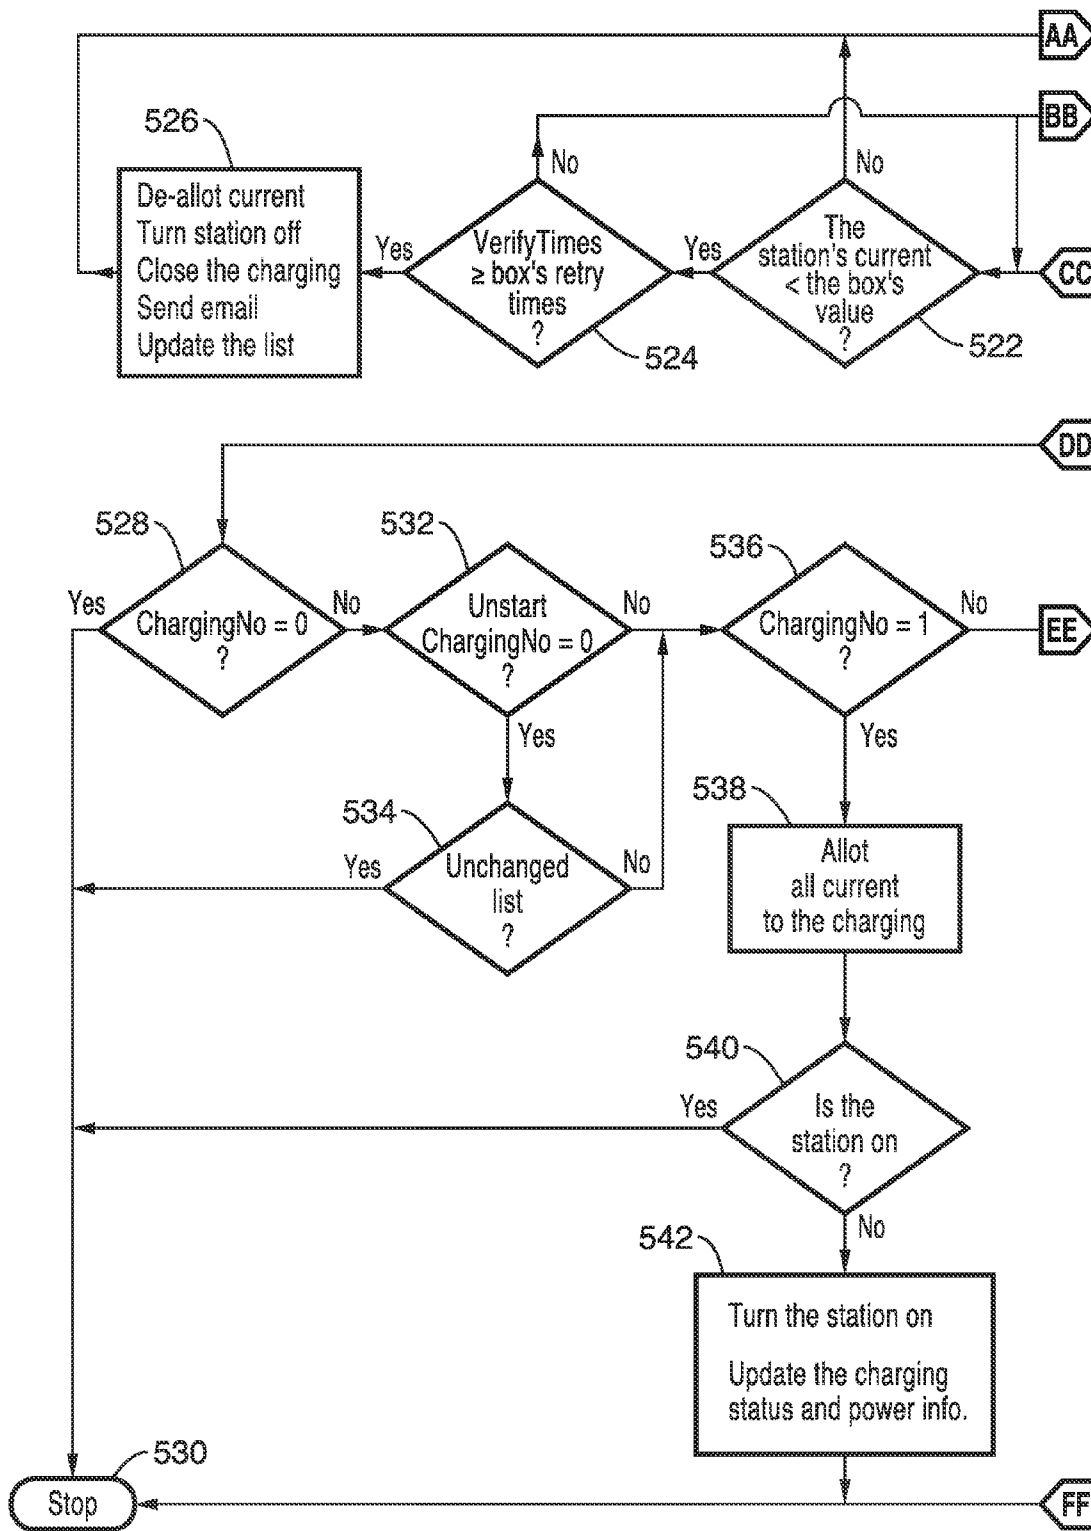 AA
BB
526
De-allot current
Turn station off
Close the charging
Send email
Update the list
Yes
No
VerifyTimes
≥ box's retry
times
?
524
Yes
No
The
station's current
< the box's
value
?
522
CC
DD
528
Yes
ChargingNo = 0
?
No
532
Unstart
ChargingNo = 0
?
No
Yes
536
ChargingNo = 1
?
No
EE
Yes
534
Yes
Unchanged
list
?
No
538
Allot
all current
to the charging
540
Yes
Is the
station on
?
No
542
Turn the station on
Update the charging
status and power info.
530
Stop
FF